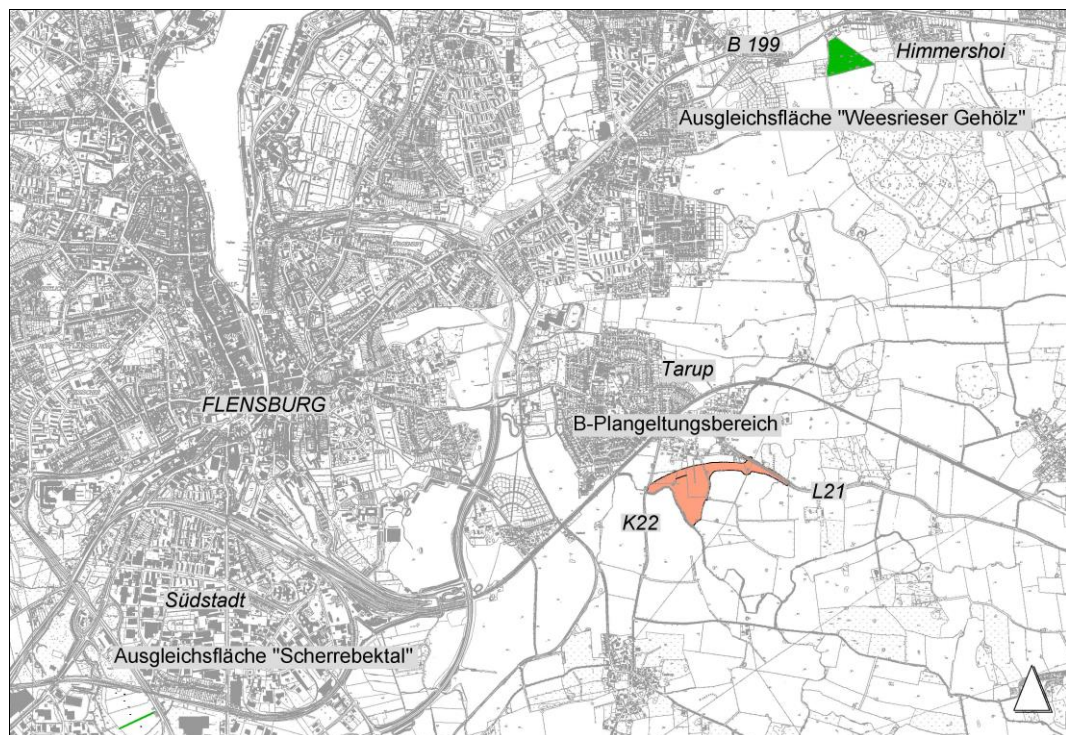 B 199
Himmershoi
Ausgleichsfläche "Weesrieser Gehölz"
Tarup
FLENSBURG
B-Plangeltungsbereich
L21
K22
Südstadt
Ausgleichsfläche "Scherrebektal"